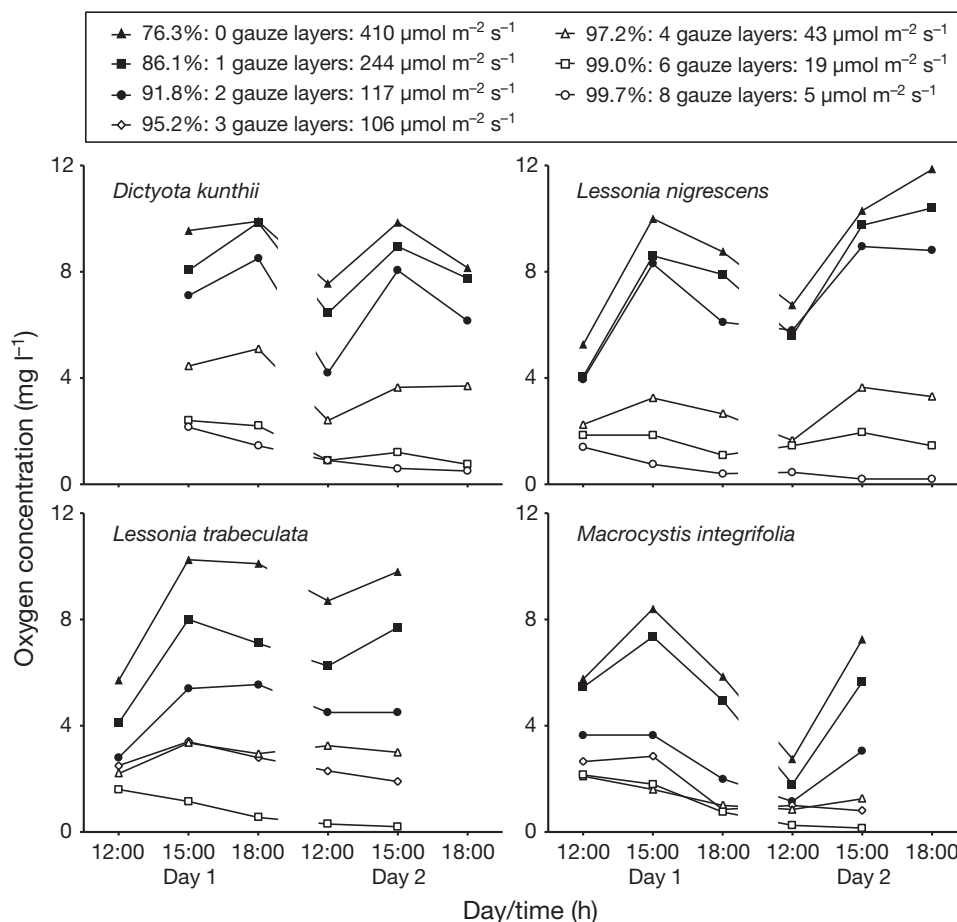 76.3%: 0 gauze layers: 410 µmol m⁻² s⁻¹
86.1%: 1 gauze layers: 244 µmol m⁻² s⁻¹
91.8%: 2 gauze layers: 117 µmol m⁻² s⁻¹
95.2%: 3 gauze layers: 106 µmol m⁻² s⁻¹
97.2%: 4 gauze layers: 43 µmol m⁻² s⁻¹
99.0%: 6 gauze layers: 19 µmol m⁻² s⁻¹
99.7%: 8 gauze layers: 5 µmol m⁻² s⁻¹
Oxygen concentration (mg l⁻¹)
12
8
4
0
Dictyota kunthii
12
8
4
0
Lessonia nigrescens
12
8
4
0
Lessonia trabeculata
12:00 15:00 18:00 12:00 15:00 18:00
Day 1 Day 2
12
8
4
0
Macrocystis integrifolia
12:00 15:00 18:00 12:00 15:00 18:00
Day 1 Day 2
Day/time (h)